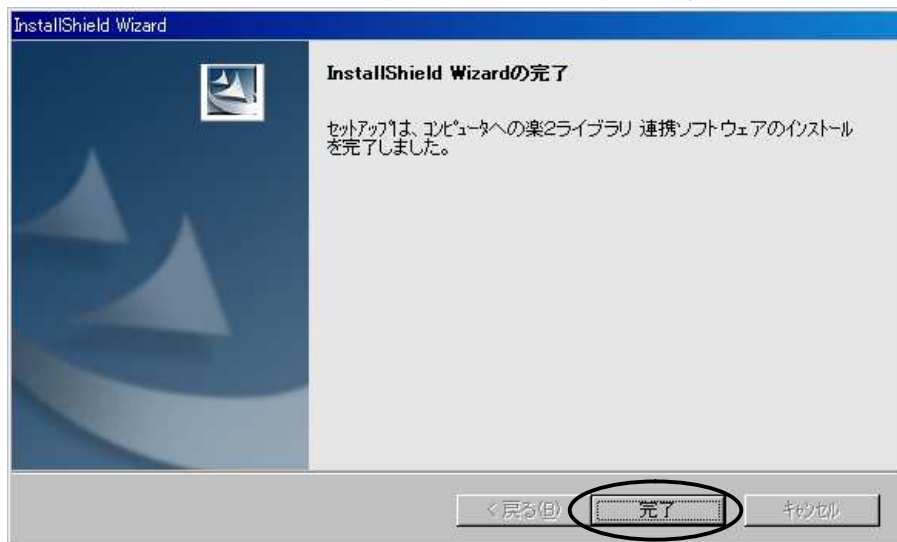 InstallShield Wizard
InstallShield Wizardの完了
セットアップは、コンピュータへの楽2ライブラリ 連携ソフトウェアのインストール
を完了しました。
< 戻る(B)
完了
キャンセル